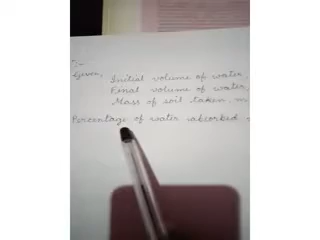 :-
Given, Initial volume of water,
Final volume of water,
Mass of soil taken, m
Percentage of water absorbed